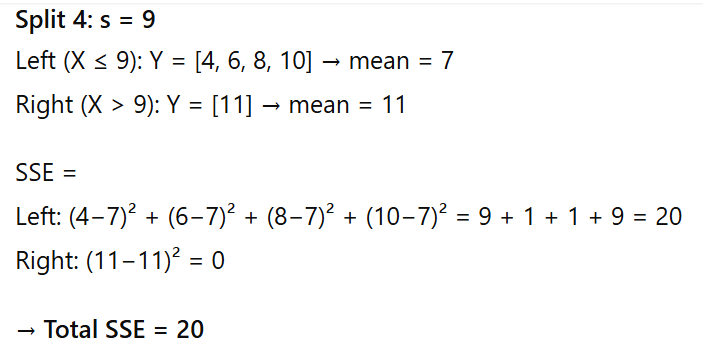 Split 4: s = 9
Left (X ≤ 9): Y = [4, 6, 8, 10] → mean = 7
Right (X > 9): Y = [11] → mean = 11
SSE =
Left: (4−7)² + (6−7)² + (8−7)² + (10−7)² = 9 + 1 + 1 + 9 = 20
Right: (11−11)² = 0
→ Total SSE = 20